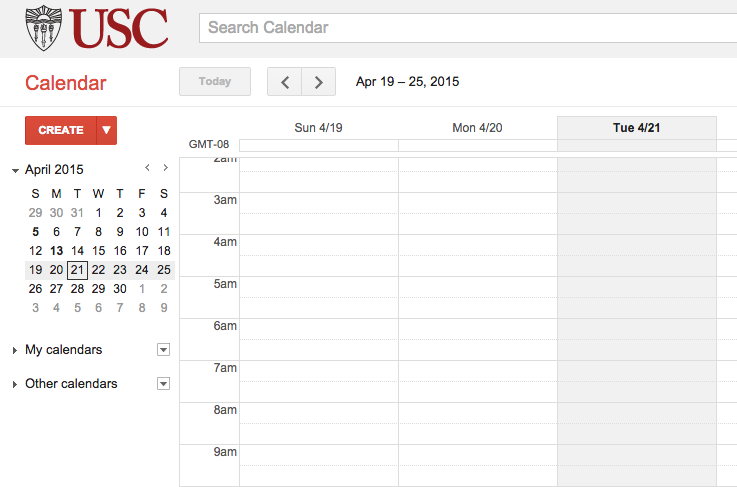 USC
Search Calendar
Calendar
Today
Apr 19 – 25, 2015
CREATE
Sun 4/19 Mon 4/20 Tue 4/21
GMT-08
April 2015
S M T W T F S
29 30 31 1 2 3 4
5 6 7 8 9 10 11
12 13 14 15 16 17 18
19 20 21 22 23 24 25
26 27 28 29 30 1 2
3 4 5 6 7 8 9
My calendars
Other calendars
2am
3am
4am
5am
6am
7am
8am
9am